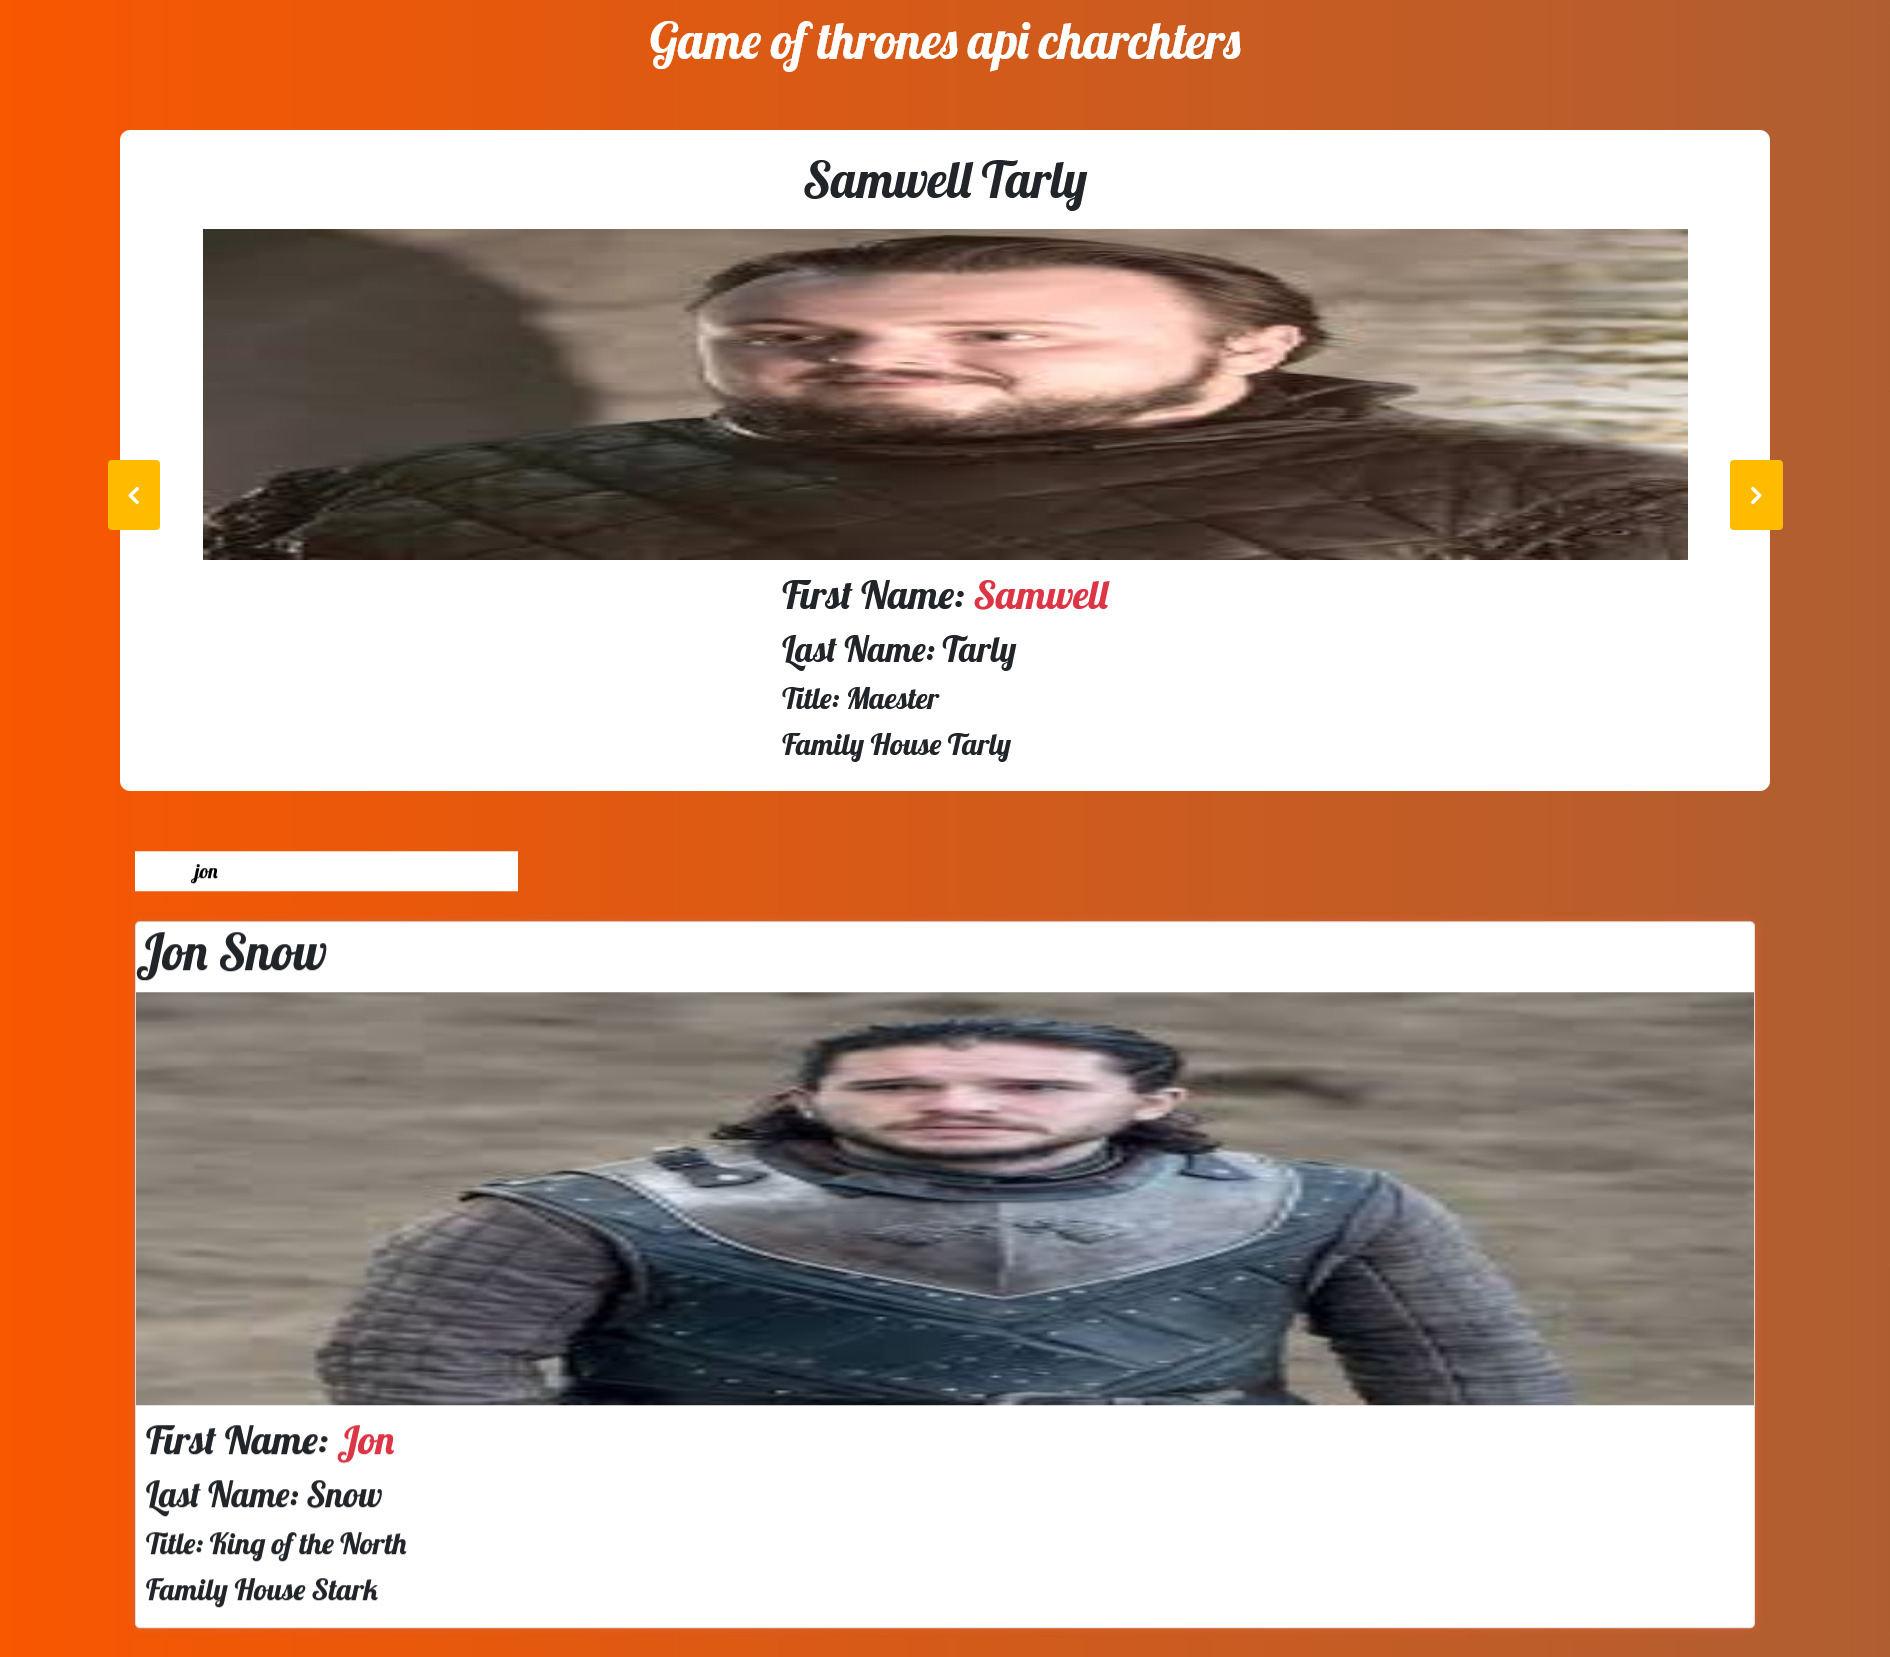 Game of thrones api charchters
Samwell Tarly
First Name: Samwell
Last Name: Tarly
Title: Maester
Family House Tarly
jon
Jon Snow
First Name: Jon
Last Name: Snow
Title: King of the North
Family House Stark